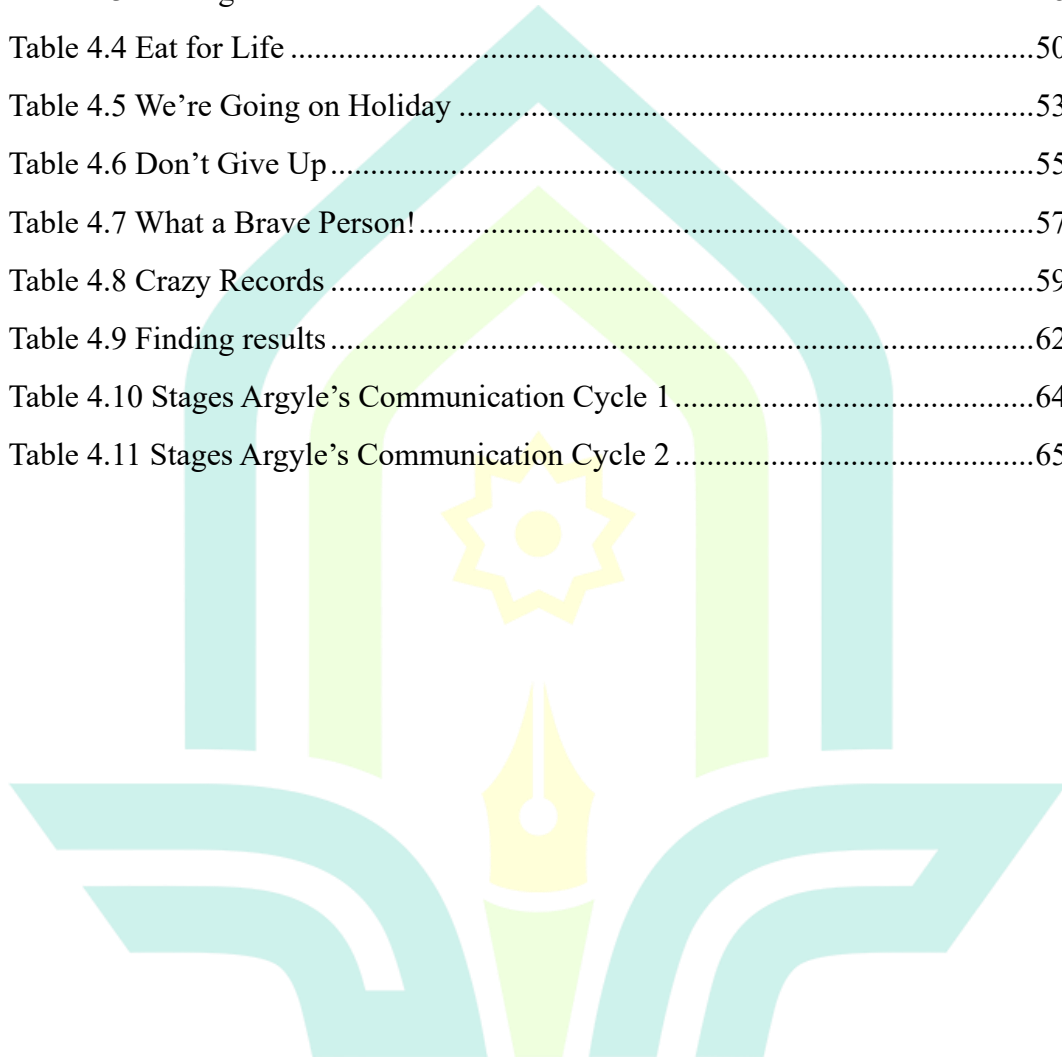 Table 4.4 Eat for Life ........................................................................................ 50
Table 4.5 We’re Going on Holiday .................................................................... 53
Table 4.6 Don’t Give Up ................................................................................... 55
Table 4.7 What a Brave Person! ........................................................................ 57
Table 4.8 Crazy Records ................................................................................... 59
Table 4.9 Finding results ................................................................................... 62
Table 4.10 Stages Argyle’s Communication Cycle 1 .......................................... 64
Table 4.11 Stages Argyle’s Communication Cycle 2 .......................................... 65